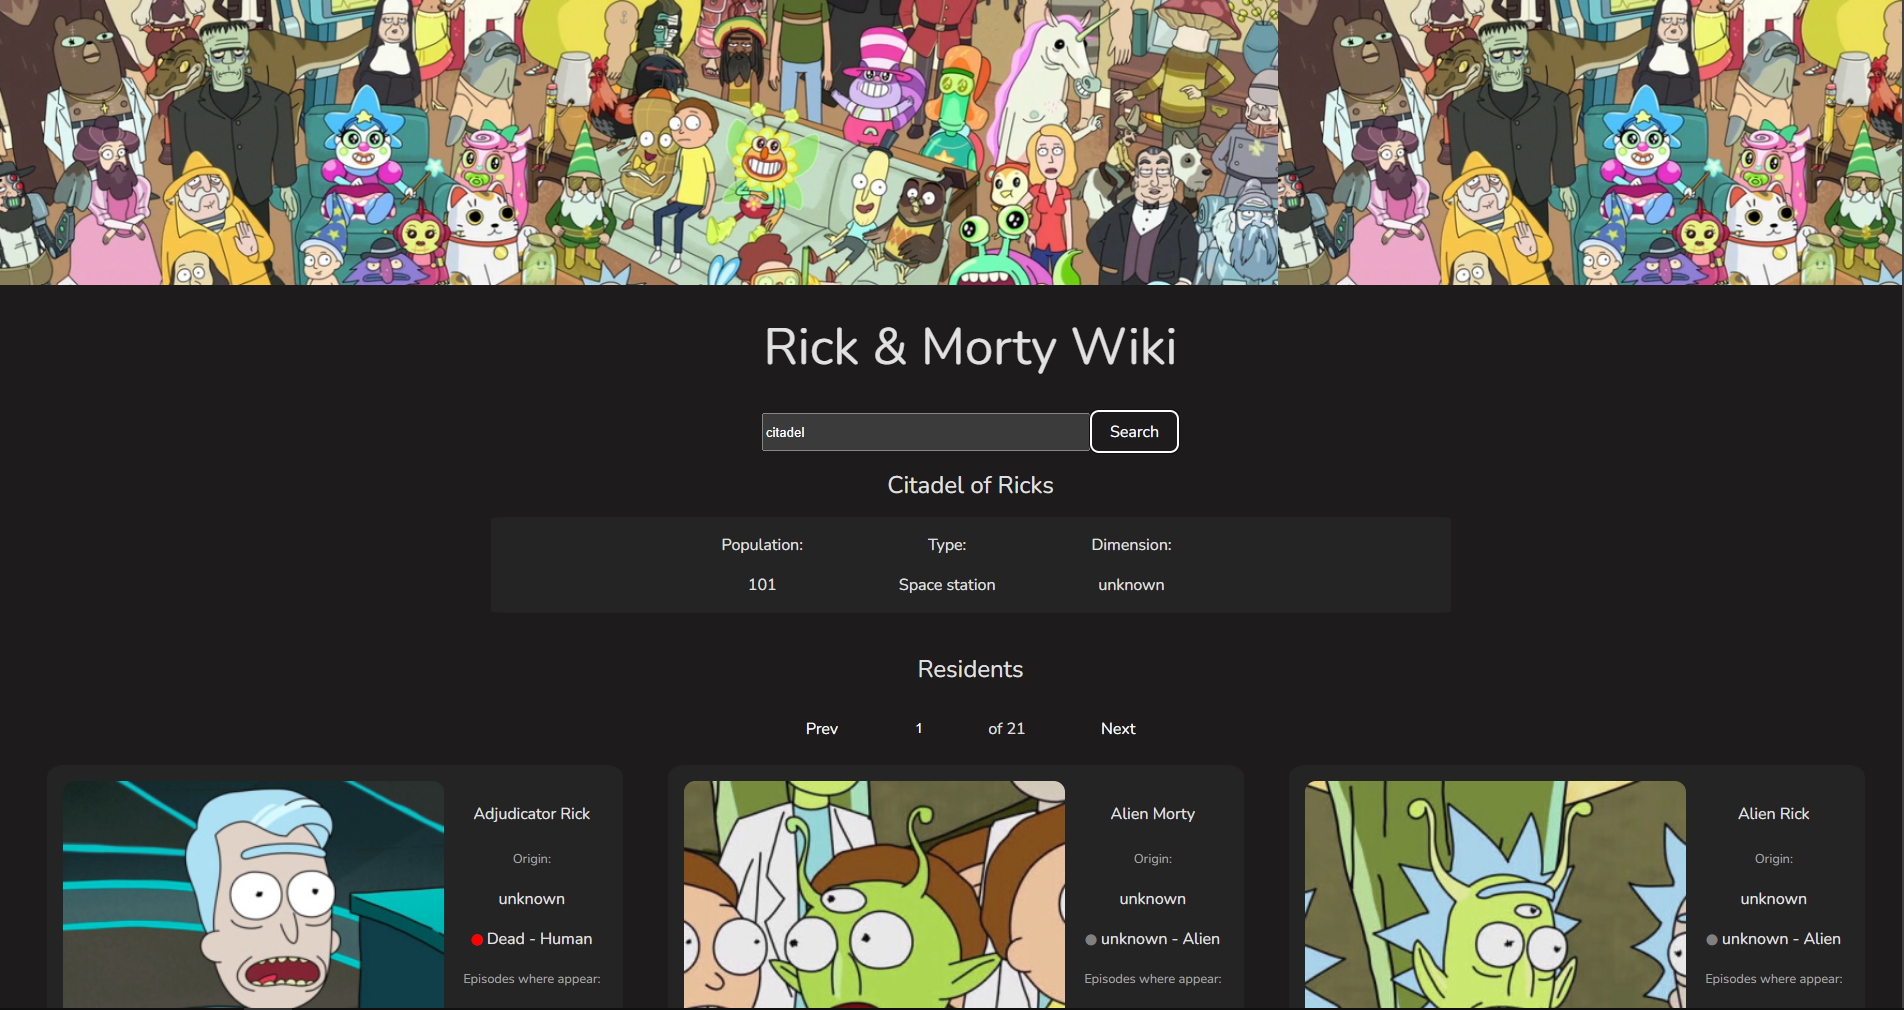 Rick & Morty Wiki
citadel Search
Citadel of Ricks
Population: Type: Dimension:
101 Space station unknown
Residents
Prev 1 of 21 Next
Adjudicator Rick
Origin:
unknown
Dead - Human
Episodes where appear:
Alien Morty
Origin:
unknown
unknown - Alien
Episodes where appear:
Alien Rick
Origin:
unknown
unknown - Alien
Episodes where appear: